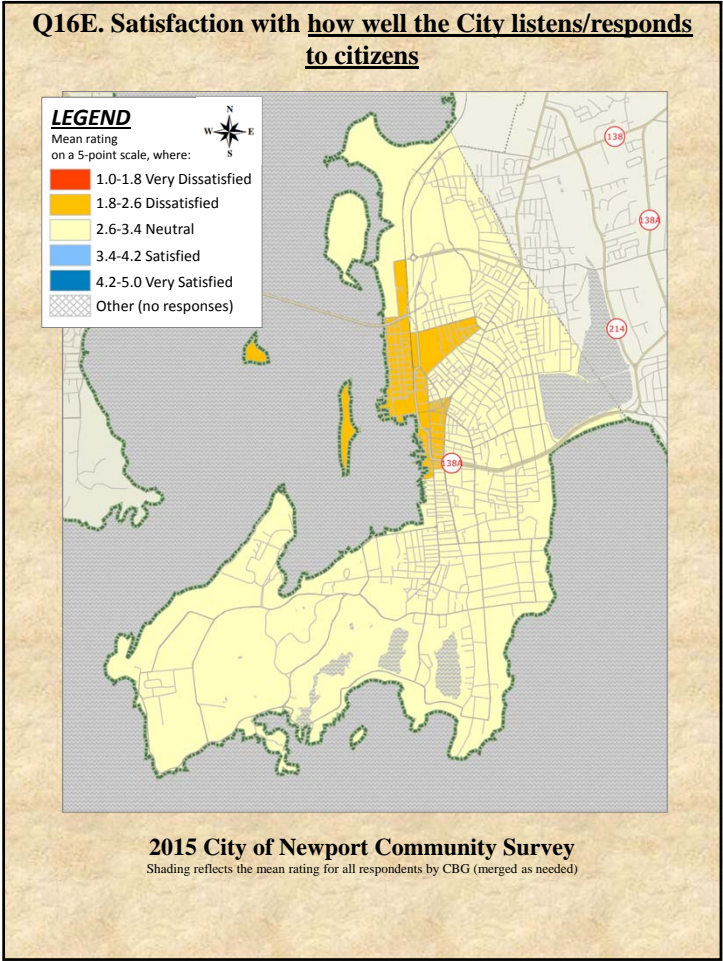 Q16E. Satisfaction with how well the City listens/responds
to citizens
LEGEND
Mean rating
on a 5-point scale, where:
N
W E
S
1.0-1.8 Very Dissatisfied
1.8-2.6 Dissatisfied
2.6-3.4 Neutral
3.4-4.2 Satisfied
4.2-5.0 Very Satisfied
Other (no responses)
138
138A
214
138A
2015 City of Newport Community Survey
Shading reflects the mean rating for all respondents by CBG (merged as needed)